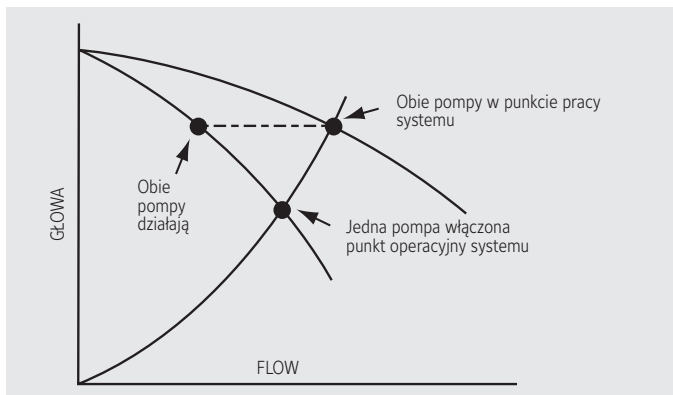 Obie pompy w punkcie pracy
systemu
Obie
pompy
działają
GŁOWA
Jedna pompa włączona
punkt operacyjny systemu
FLOW